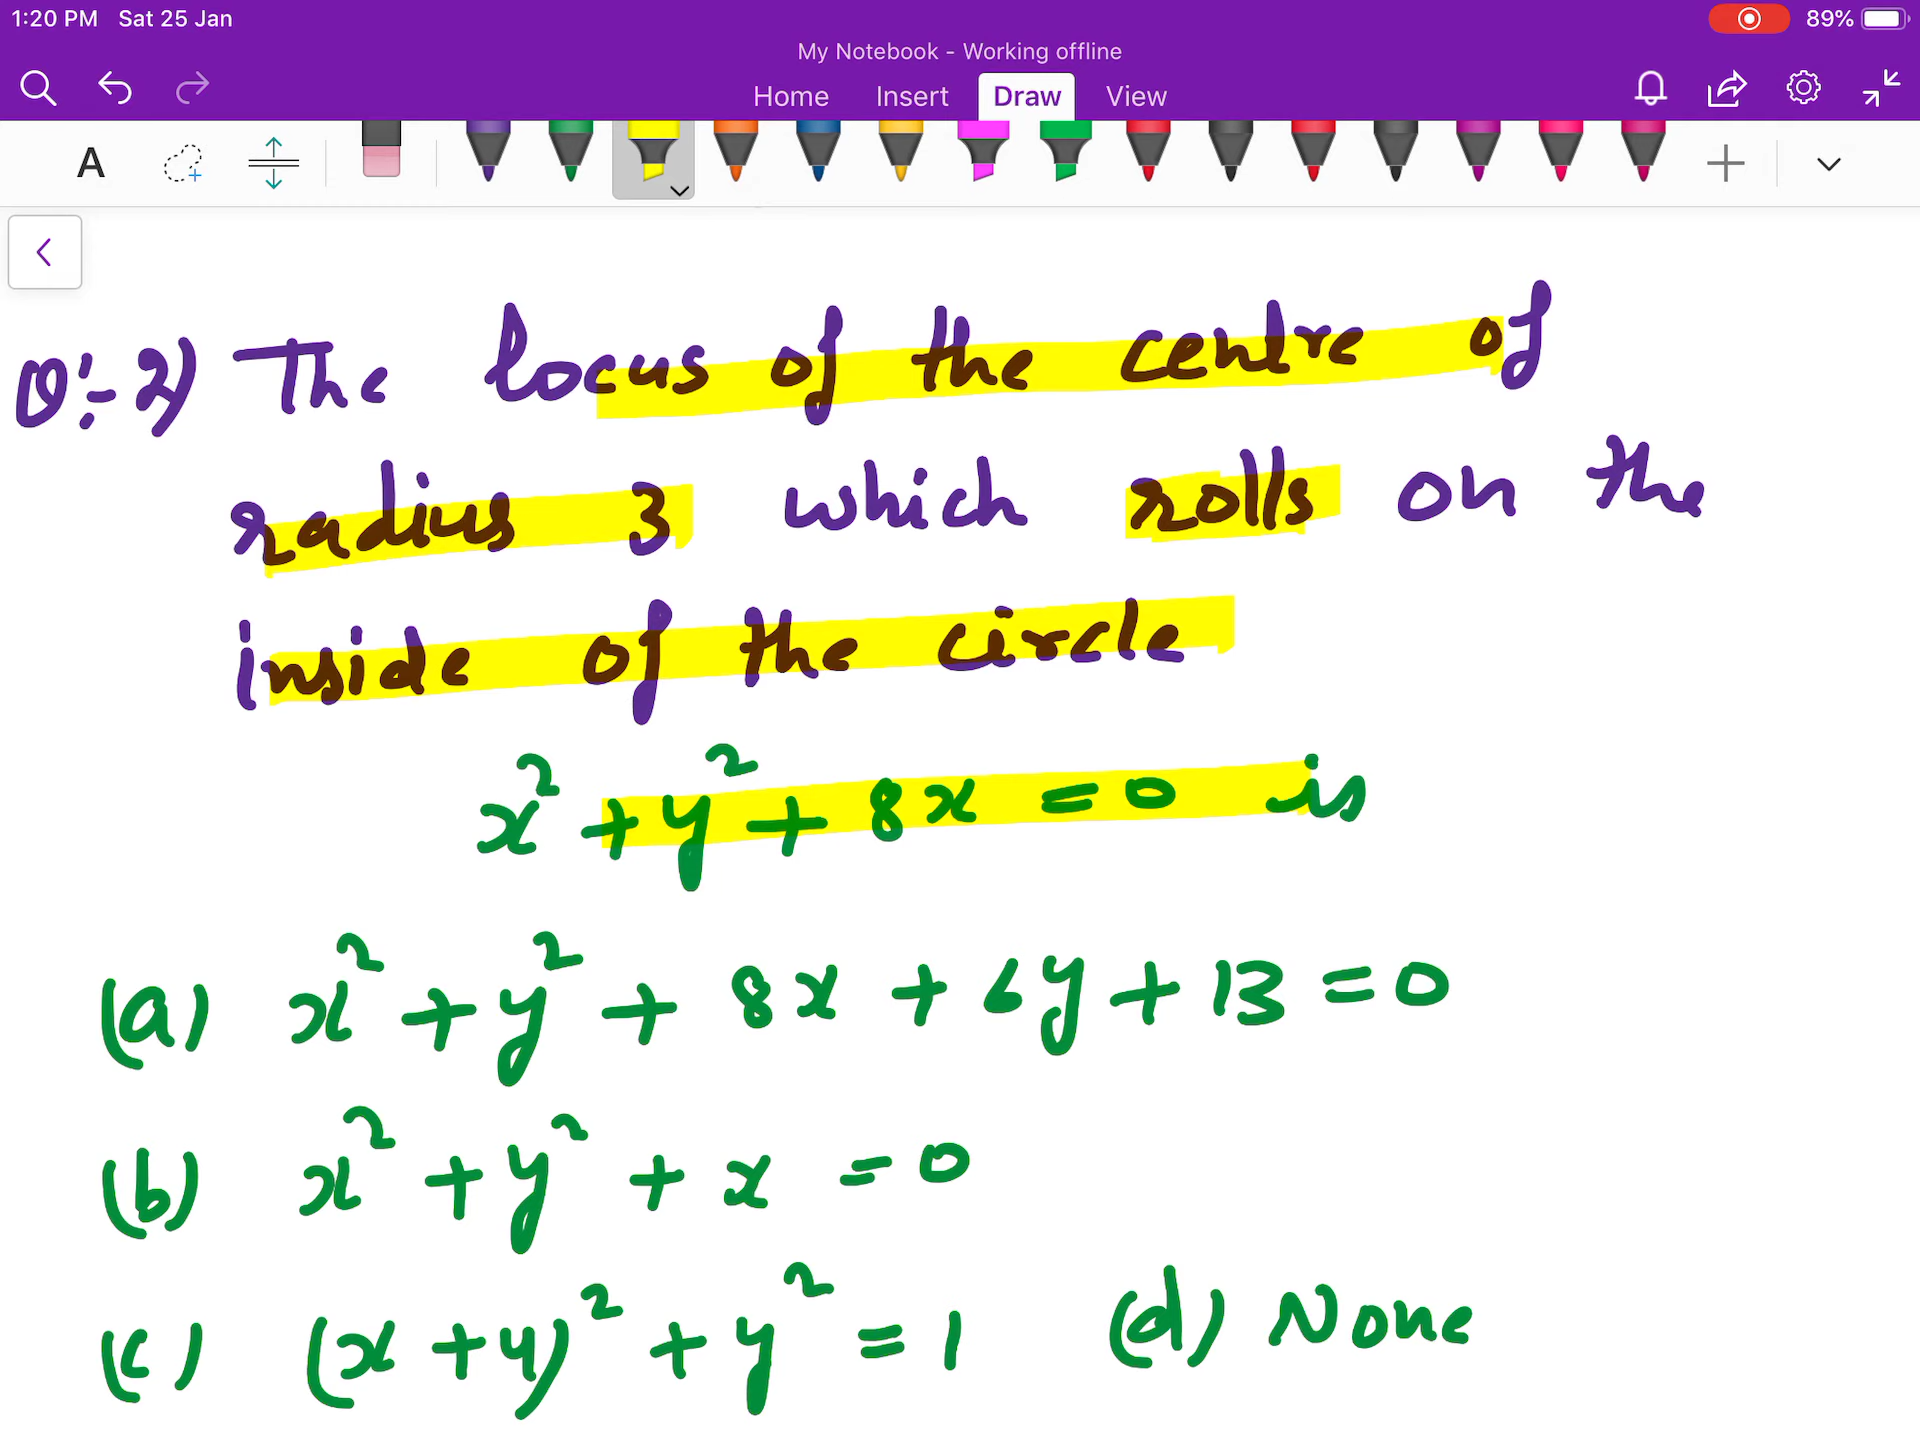 1:20 PM Sat 25 Jan
89%
My Notebook - Working offline
Home Insert Draw View
A
Q:-2) The locus of the centre of
radius 3 which rolls on the
inside of the circle
x² + y² + 8x = 0 is
(a) x² + y² + 8x + 6y + 13 = 0
(b) x² + y² + x = 0
(c) (x + 4)² + y² = 1 (d) None